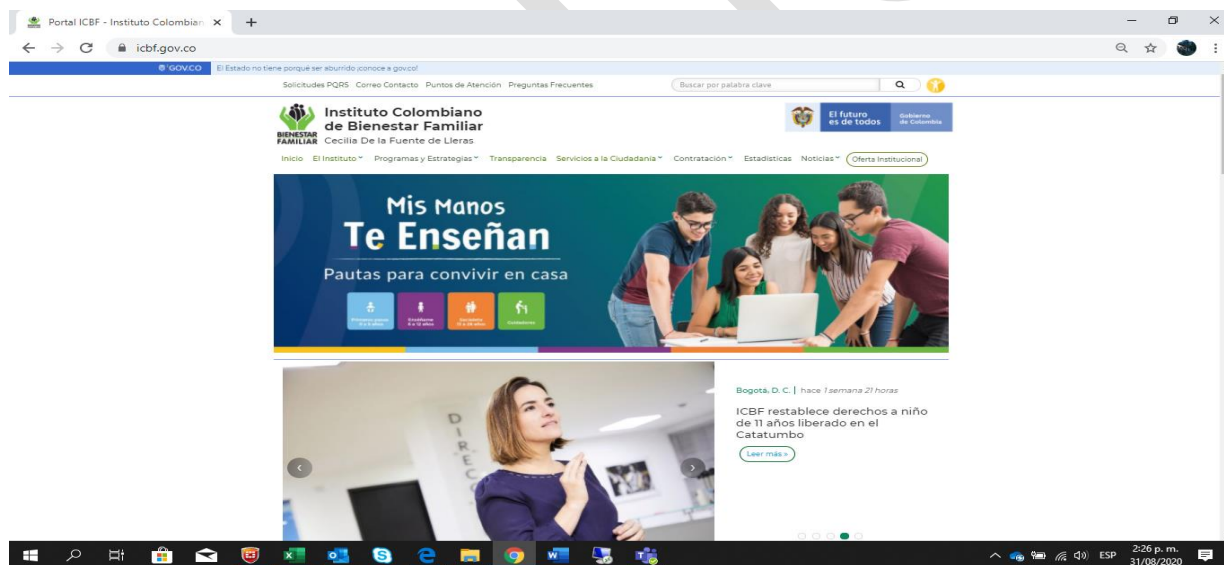 Portal ICBF - Instituto Colombian
icbf.gov.co
GOV.CO El Estado no tiene porqué ser aburrido ¡conoce a gov.co!
Solicitudes PQRS Correo Contacto Puntos de Atención Preguntas Frecuentes
Buscar por palabra clave
BIENESTAR
FAMILIAR
Instituto Colombiano
de Bienestar Familiar
Cecilia De la Fuente de Lleras
El futuro
es de todos
Gobierno
de Colombia
Inicio El Instituto Programas y Estrategias Transparencia Servicios a la Ciudadanía Contratación Estadísticas Noticias Oferta Institucional
Mis Manos
Te Enseñan
Pautas para convivir en casa
Cuidadores
DIREC
Bogotá, D. C. | hace 1 semana 21 horas
ICBF restablece derechos a niño
de 11 años liberado en el
Catatumbo
Leer más »
ESP
2:26 p. m.
31/08/2020